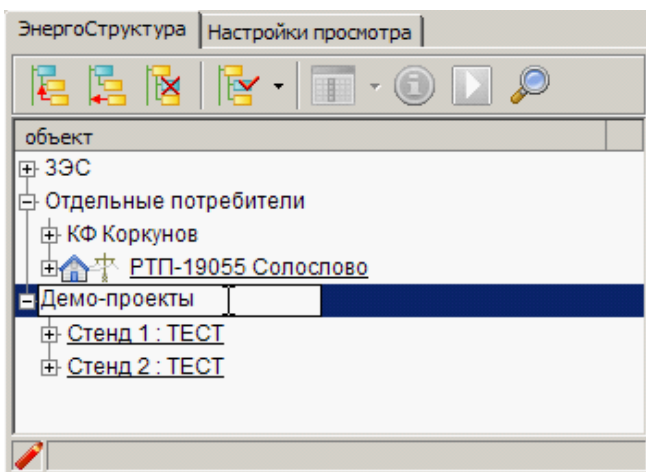 ЭнергоСтруктура Настройки просмотра
объект
ЗЭС
Отдельные потребители
КФ Коркунов
РТП-19055 Солослово
Демо-проекты
Стенд 1 : ТЕСТ
Стенд 2 : ТЕСТ